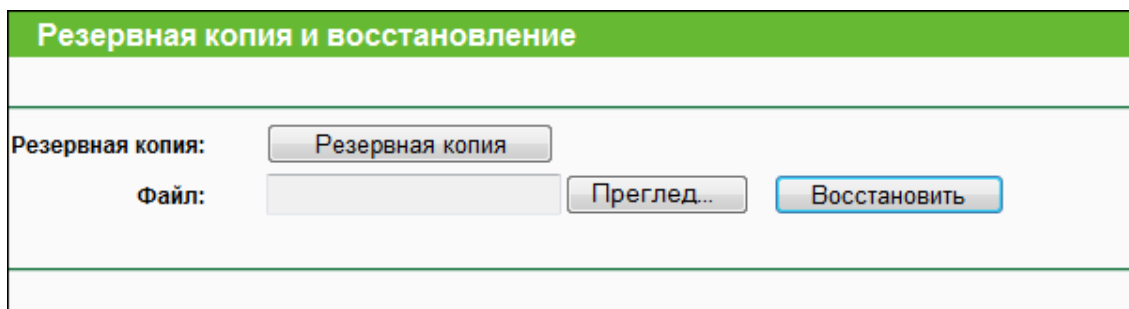 Резервная копия и восстановление
Резервная копия: Резервная копия
Файл: Преглед... Восстановить